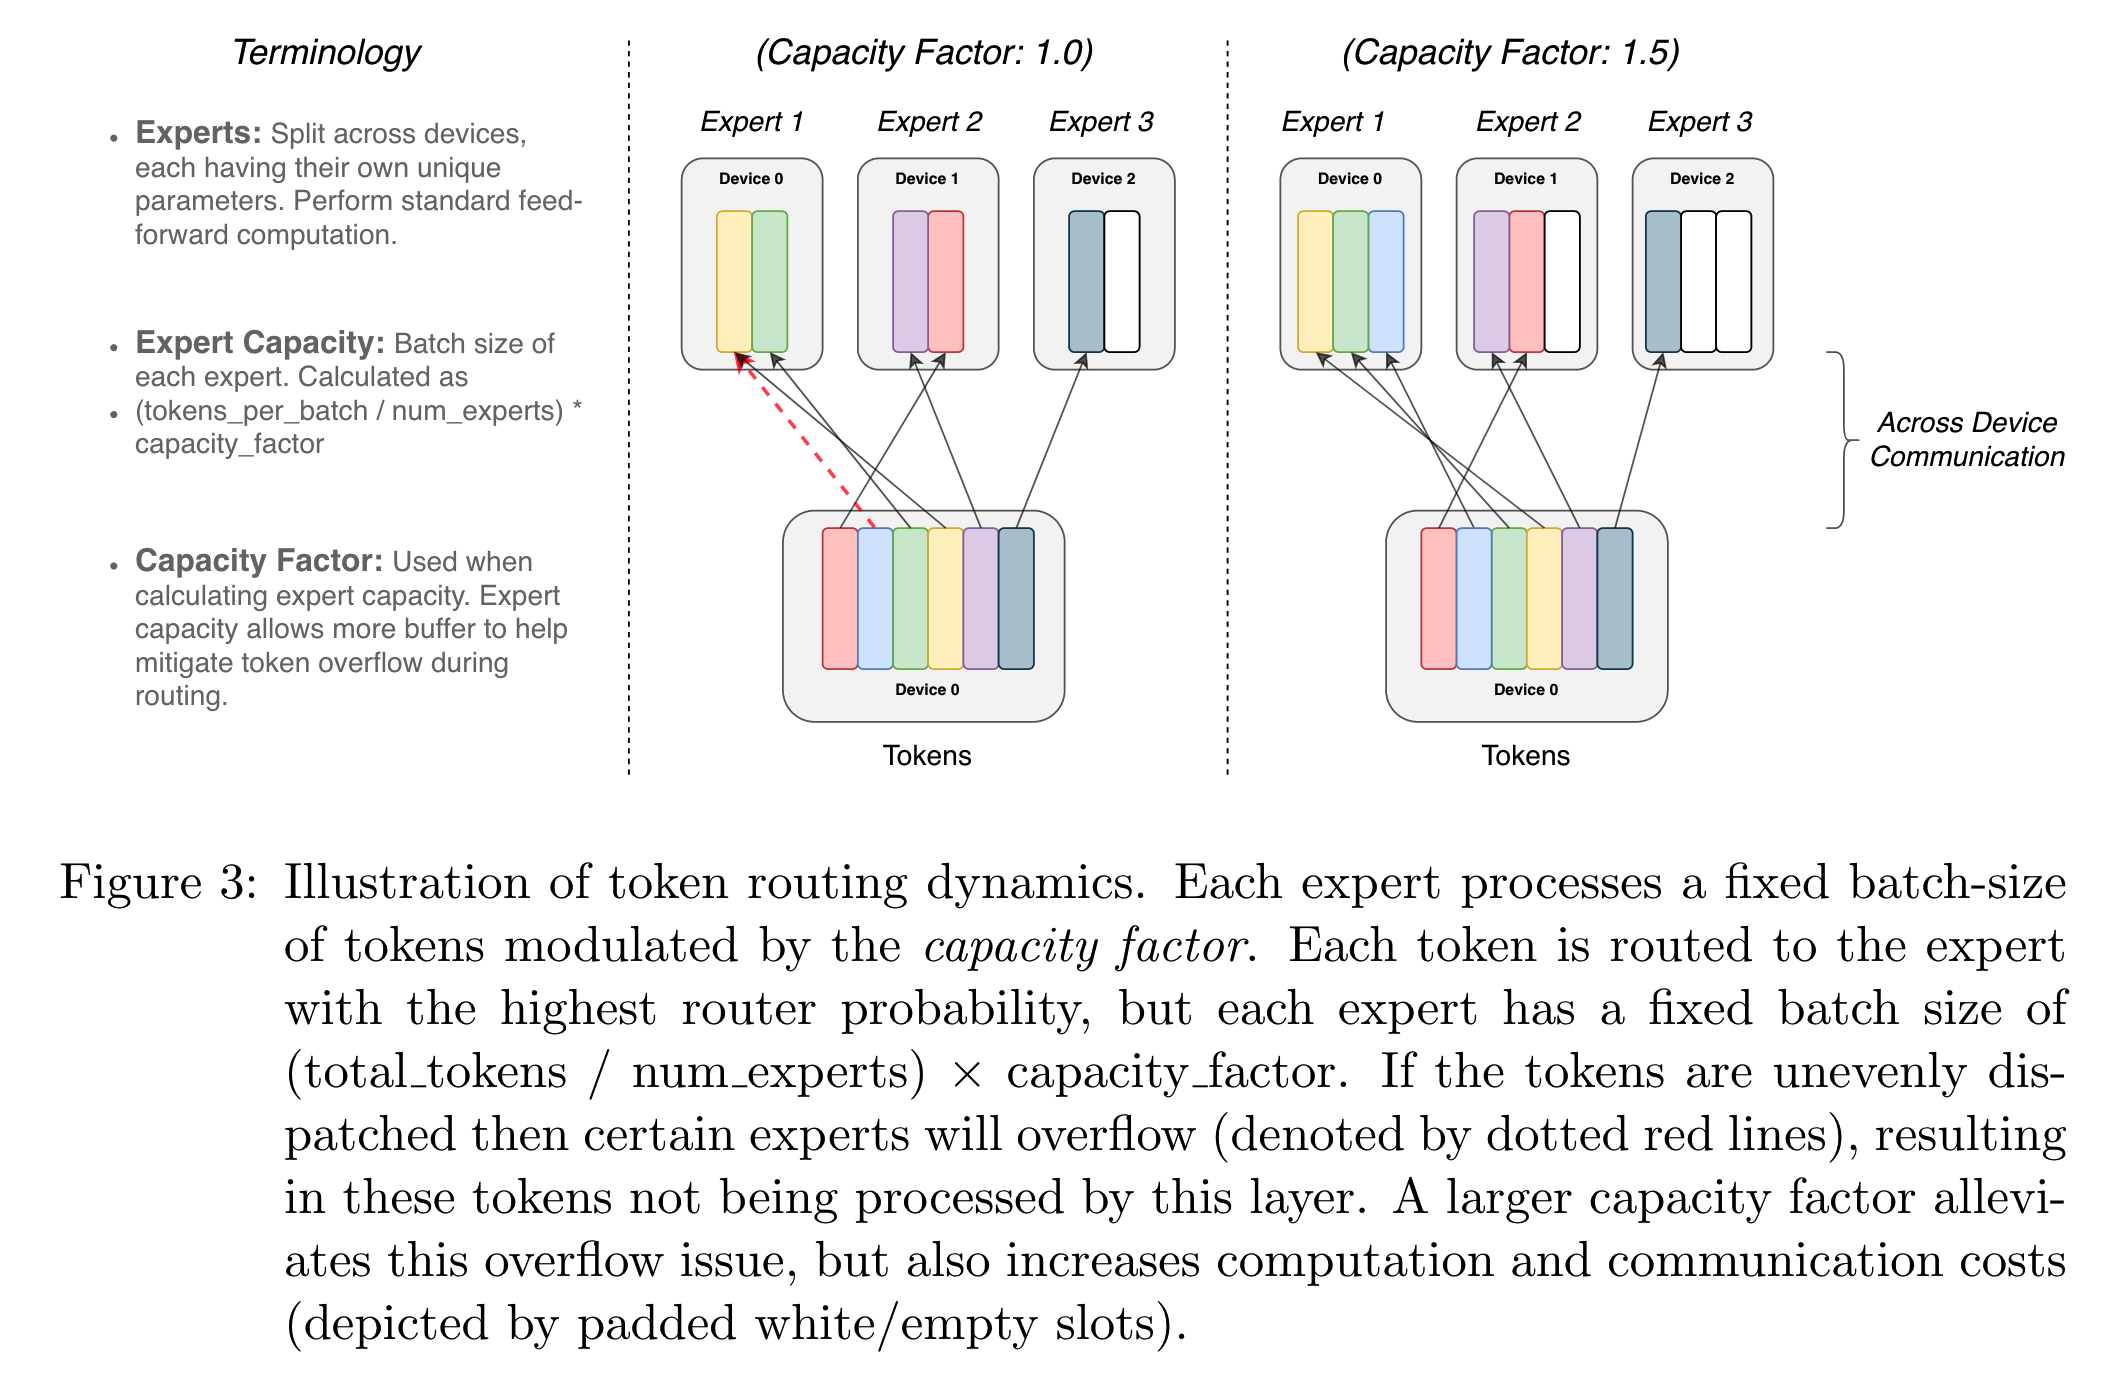 Terminology
• Experts: Split across devices,
each having their own unique
parameters. Perform standard feed-
forward computation.
• Expert Capacity: Batch size of
each expert. Calculated as
• (tokens_per_batch / num_experts) *
capacity_factor
• Capacity Factor: Used when
calculating expert capacity. Expert
capacity allows more buffer to help
mitigate token overflow during
routing.
(Capacity Factor: 1.0)
Expert 1 Expert 2 Expert 3
Device 0 Device 1 Device 2
Device 0
Tokens
(Capacity Factor: 1.5)
Expert 1 Expert 2 Expert 3
Device 0 Device 1 Device 2
Across Device
Communication
Device 0
Tokens
Figure 3: Illustration of token routing dynamics. Each expert processes a fixed batch-size
of tokens modulated by the capacity factor. Each token is routed to the expert
with the highest router probability, but each expert has a fixed batch size of
(total_tokens / num_experts) × capacity_factor. If the tokens are unevenly dis-
patched then certain experts will overflow (denoted by dotted red lines), resulting
in these tokens not being processed by this layer. A larger capacity factor allevi-
ates this overflow issue, but also increases computation and communication costs
(depicted by padded white/empty slots).